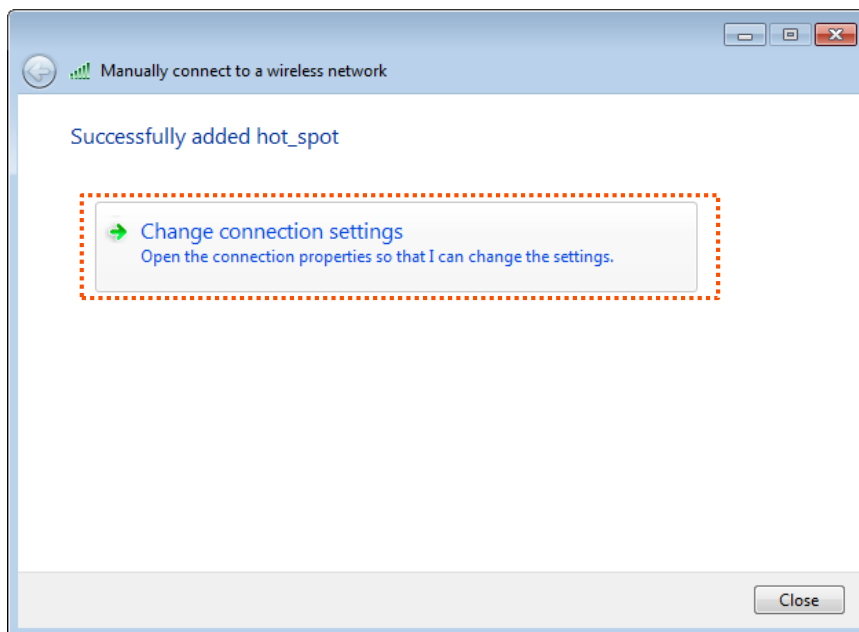 Manually connect to a wireless network
Successfully added hot_spot
Change connection settings
Open the connection properties so that I can change the settings.
Close